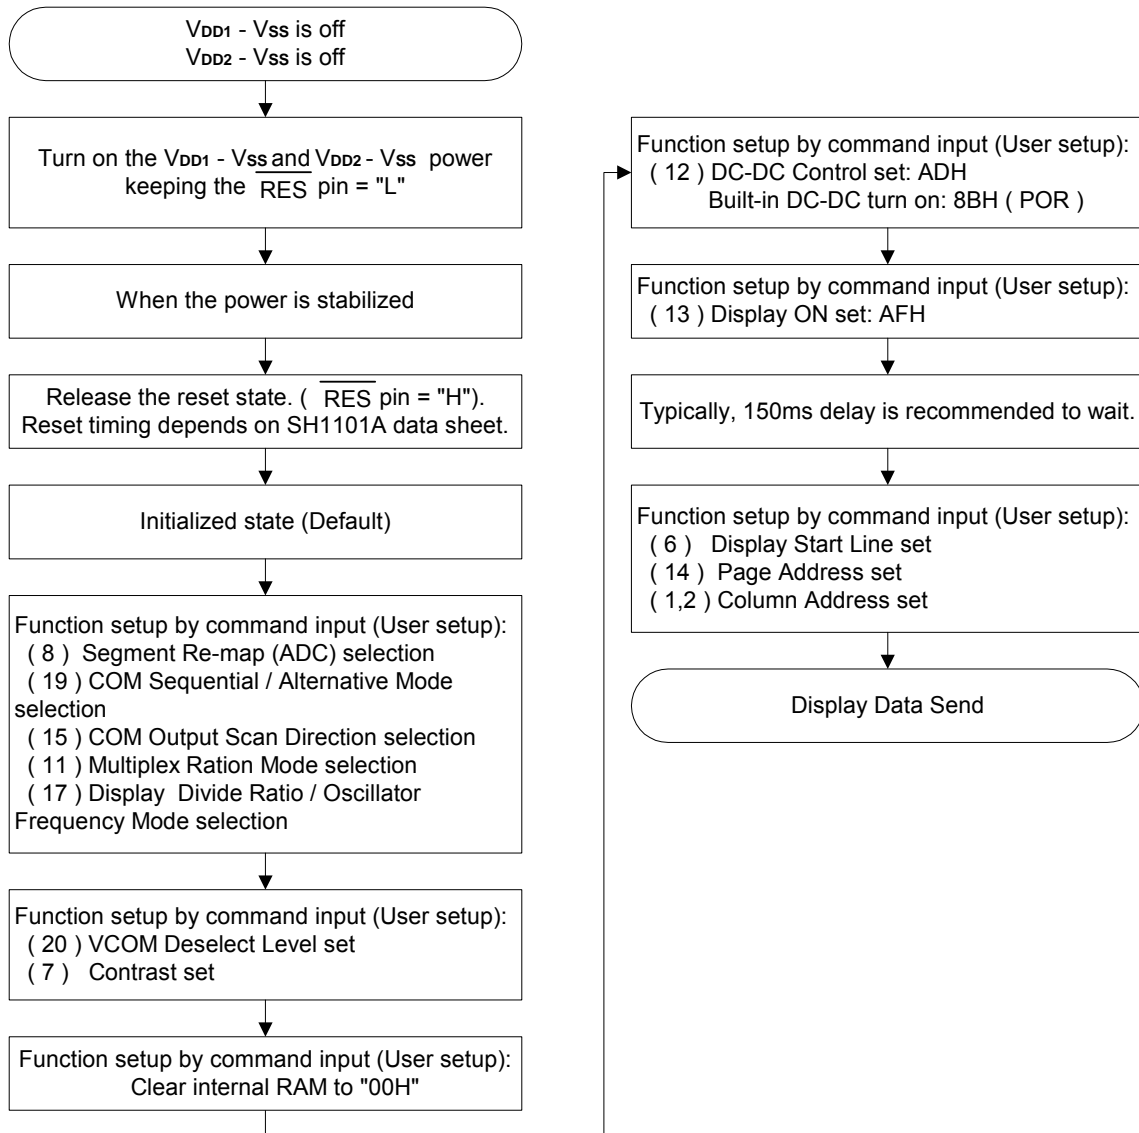 VDD1 - VSS is off
VDD2 - VSS is off
Turn on the VDD1 - VSS and VDD2 - VSS power
keeping the RES pin = "L"
When the power is stabilized
Release the reset state. ( RES pin = "H").
Reset timing depends on SH1101A data sheet.
Initialized state (Default)
Function setup by command input (User setup):
( 8 ) Segment Re-map (ADC) selection
( 19 ) COM Sequential / Alternative Mode
selection
( 15 ) COM Output Scan Direction selection
( 11 ) Multiplex Ration Mode selection
( 17 ) Display Divide Ratio / Oscillator
Frequency Mode selection
Function setup by command input (User setup):
( 20 ) VCOM Deselect Level set
( 7 ) Contrast set
Function setup by command input (User setup):
Clear internal RAM to "00H"
Function setup by command input (User setup):
( 12 ) DC-DC Control set: ADH
Built-in DC-DC turn on: 8BH ( POR )
Function setup by command input (User setup):
( 13 ) Display ON set: AFH
Typically, 150ms delay is recommended to wait.
Function setup by command input (User setup):
( 6 ) Display Start Line set
( 14 ) Page Address set
( 1,2 ) Column Address set
Display Data Send